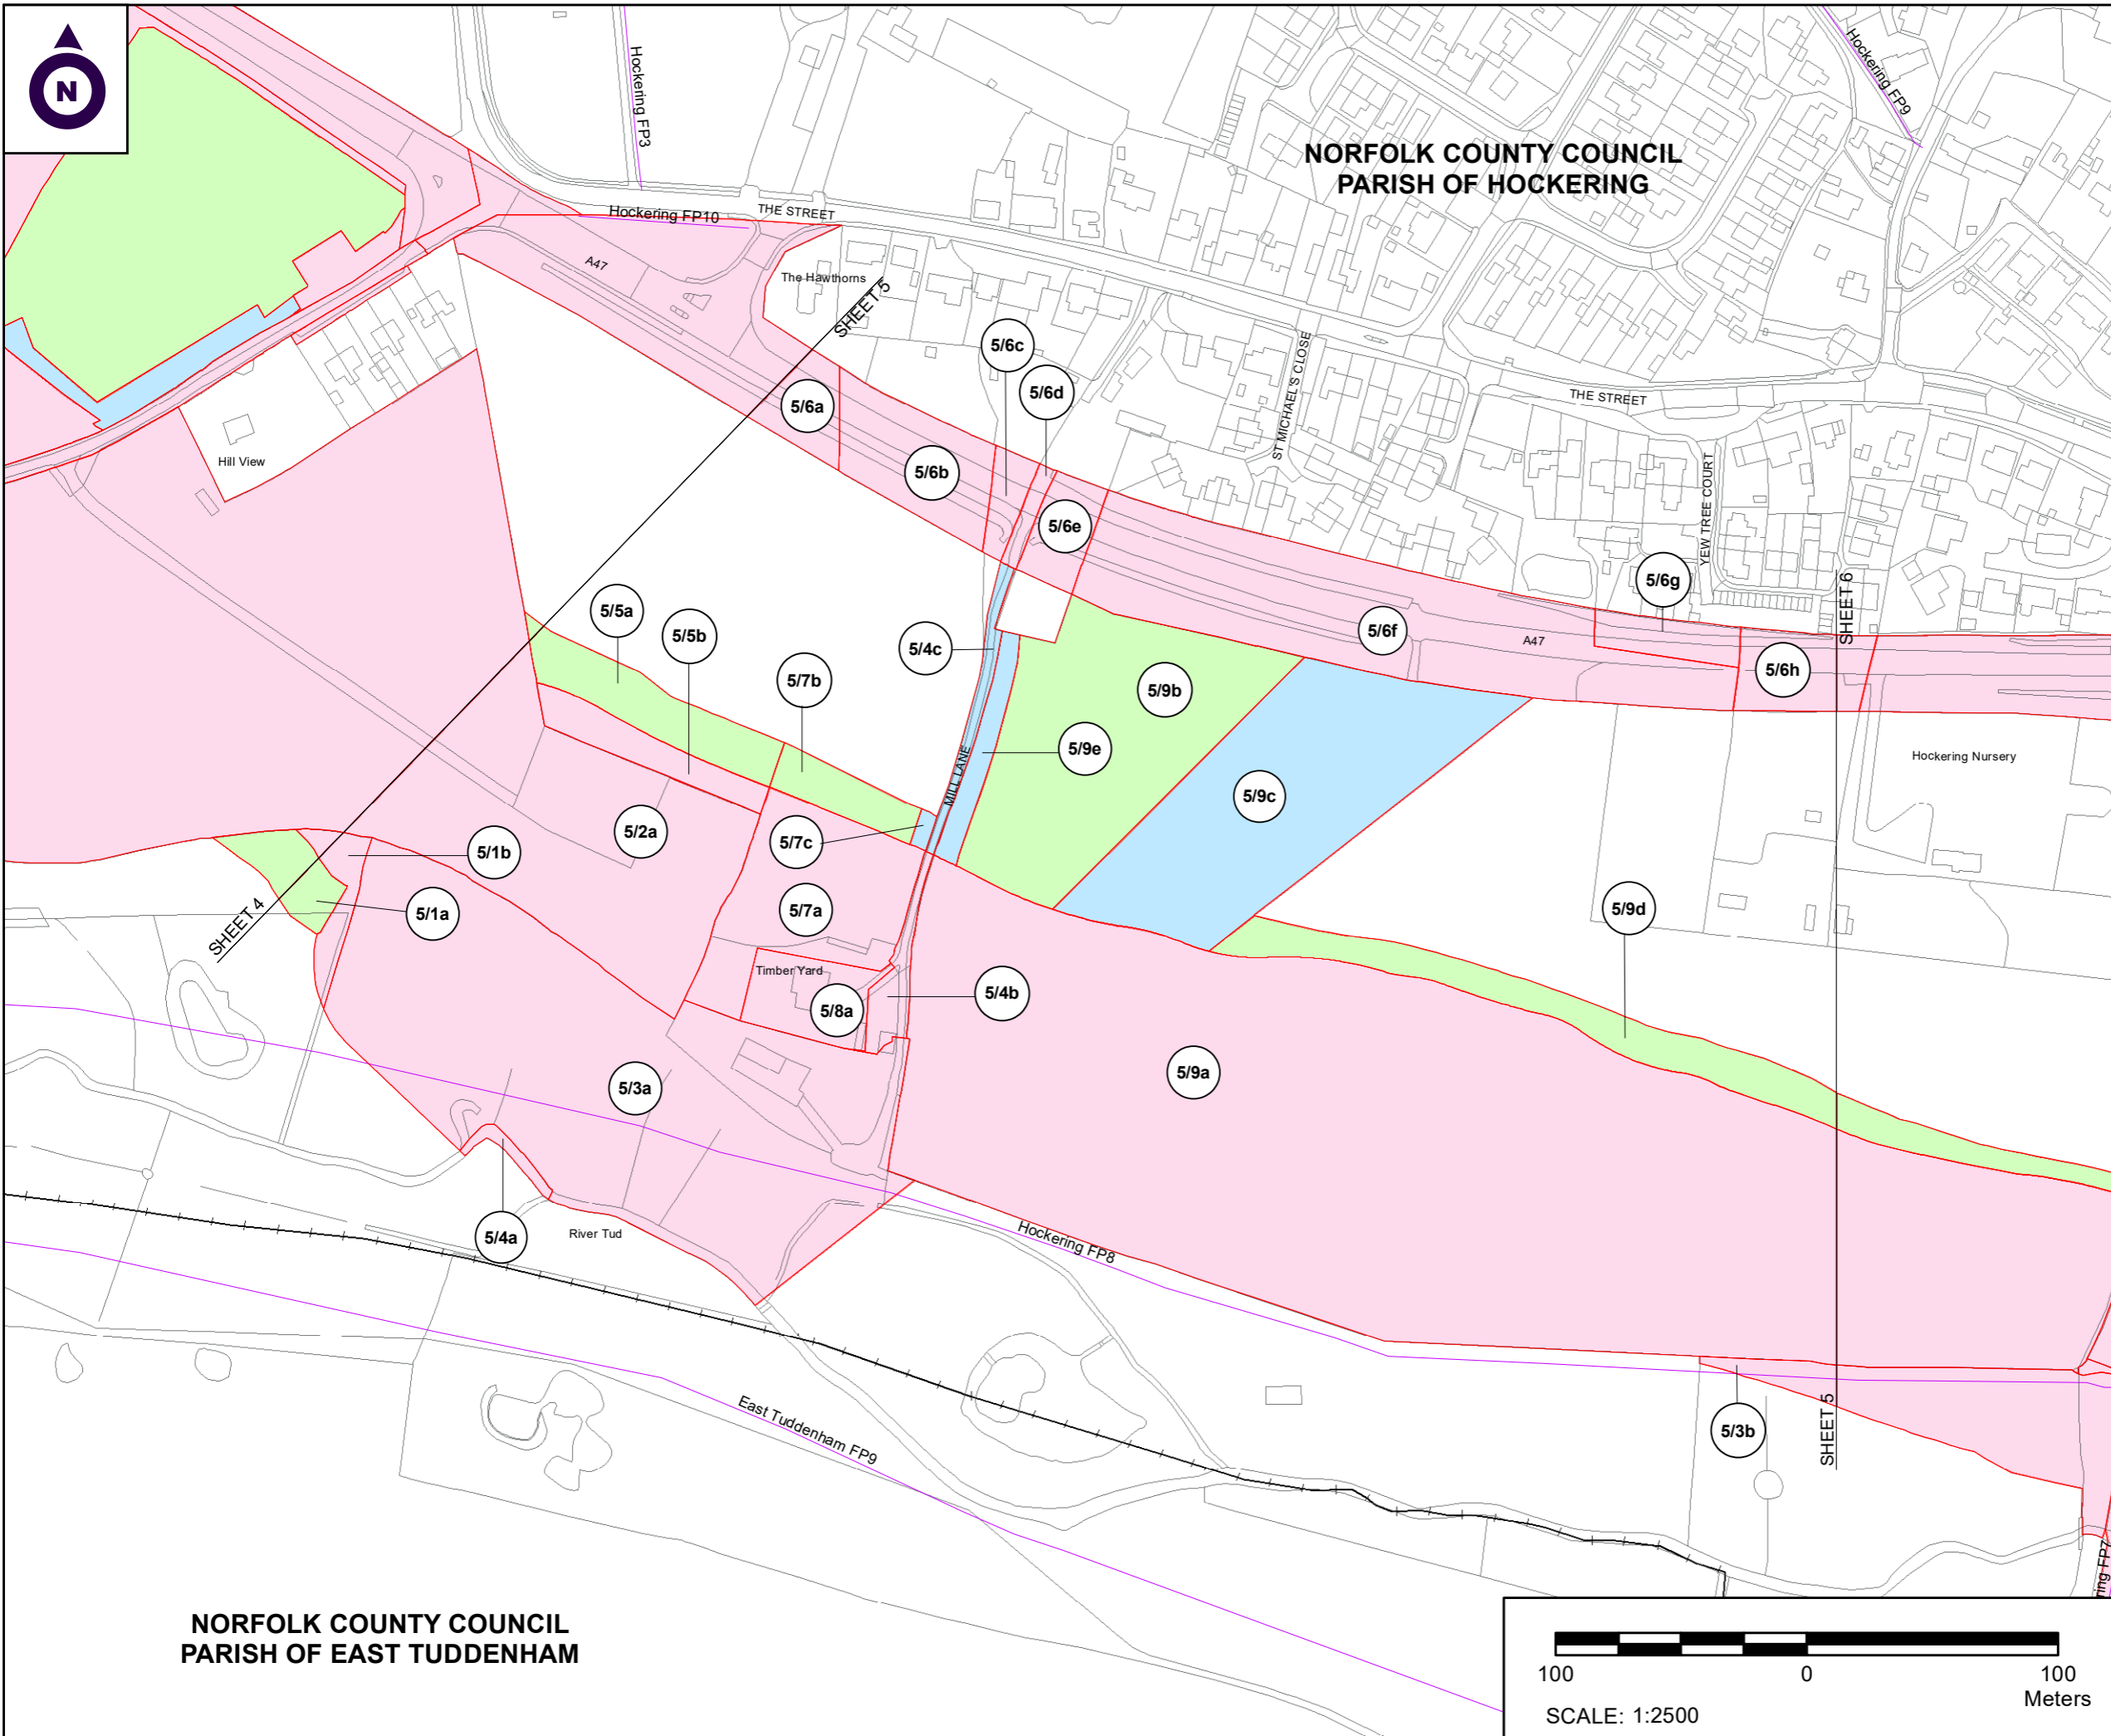 N
Hockering FP3
Hockering FP9
NORFOLK COUNTY COUNCIL
PARISH OF HOCKERING
Hockering FP10
THE STREET
A47
The Hawthorns
SHEET 5
5/6c
5/6d
ST MICHAEL'S CLOSE
THE STREET
5/6a
Hill View
5/6b
YEW TREE COURT
5/6e
5/6g
SHEET 6
5/5a
5/5b
5/4c
5/6f
A47
5/6h
5/7b
5/9b
5/9e
MILL LANE
Hockering Nursery
5/9c
5/2a
5/7c
5/1b
5/1a
5/7a
5/9d
SHEET 4
Timber Yard
5/8a
5/4b
5/3a
5/9a
5/4a
River Tud
Hockering FP8
East Tuddenham FP9
5/3b
SHEET 5
ring FP7
NORFOLK COUNTY COUNCIL
PARISH OF EAST TUDDENHAM
100 0 100
Meters
SCALE: 1:2500